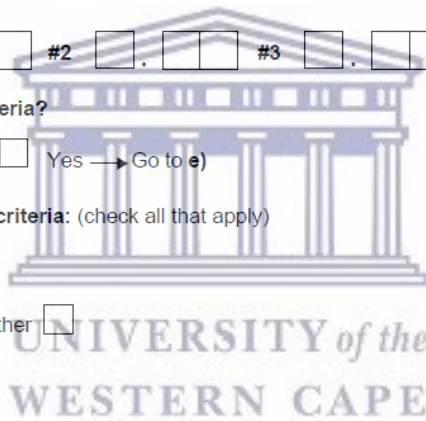 #2 . #3 .
eria?
Yes → Go to e)
criteria: (check all that apply)
ther
UNIVERSITY of the
WESTERN CAPE